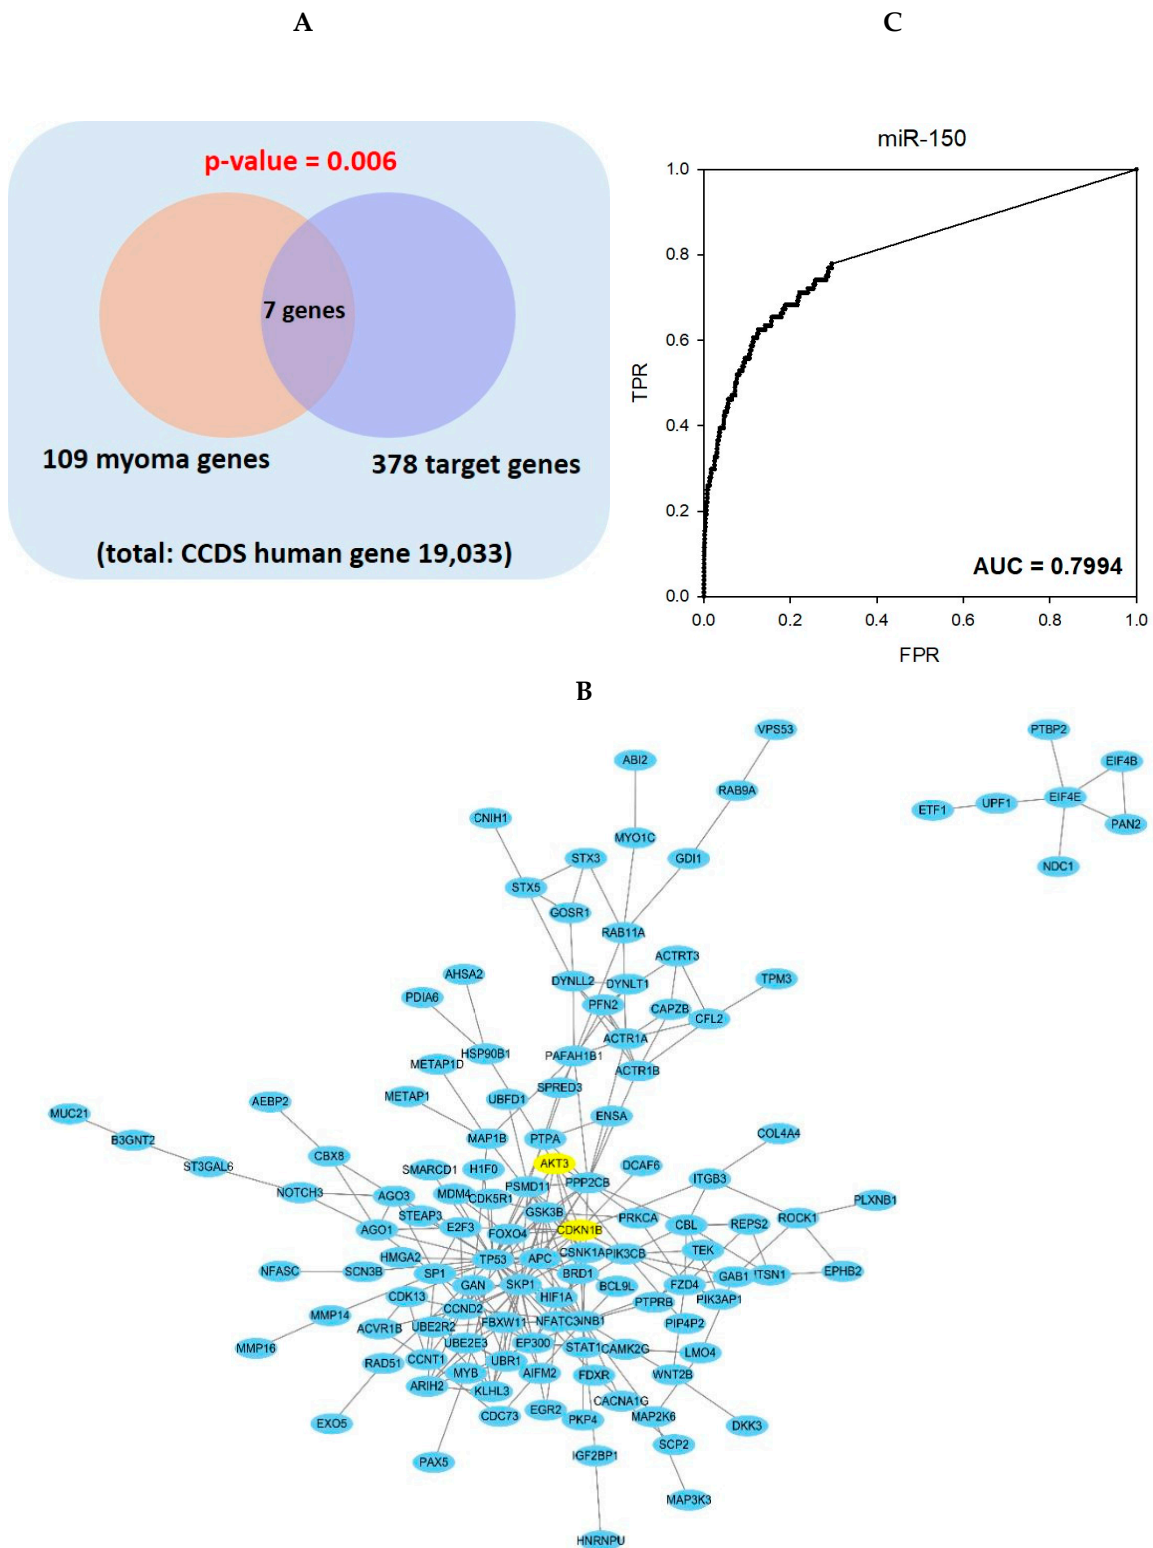 A
C
p-value = 0.006
7 genes
109 myoma genes
378 target genes
(total: CCDS human gene 19,033)
miR-150
1.0
0.8
0.6
0.4
0.2
0.0
TPR
AUC = 0.7994
0.0 0.2 0.4 0.6 0.8 1.0
FPR
B
VPS53
PTBP2
ABI2
EIF4B
RAB9A
EIF4E
UPF1
ETF1
PAN2
CNIH1
MYO1C
STX3
GDI1
NDC1
STX5
GOSR1
RAB11A
ACTRT3
AHSA2
DYNLL2
DYNLT1
TPM3
PDIA6
PFN2
CAPZB
CFL2
ACTR1A
HSP90B1
PAFAH1B1
METAP1D
ACTR1B
SPRED3
METAP1
UBFD1
AEBP2
MUC21
ENSA
B3GNT2
MAP1B
PTPA
COL4A4
CBX8
ST3GAL6
SMARCD1
H1F0
AKT3
DCAF6
NOTCH3
AGO3
MDM4
CDK5R1
PSMD11
PPP2CB
ITGB3
PLXNB1
STEAP3
GSK3B
PRKCA
ROCK1
AGO1
E2F3
FOXO4
CDKN1B
CBL
REPS2
HMGA2
TP53
APC
CSNK1A
PIK3CB
TEK
NFASC
SCN3B
SP1
GAN
SKP1
BRD1
BCL9L
FZD4
GAB1
ITSN1
EPHB2
CDK13
HIF1A
PTPRB
PIK3AP1
MMP14
CCND2
ACVR1B
UBE2R2
FBXW11
NFATC3
NNB1
PIP4P2
MMP16
UBE2E3
EP300
STAT1
CAMK2G
LMO4
RAD51
CCNT1
UBR1
MYB
AIFM2
FDXR
WNT2B
ARIH2
KLHL3
CACNA1G
EXO5
CDC73
EGR2
PKP4
MAP2K6
DKK3
PAX5
IGF2BP1
SCP2
MAP3K3
HNRNPU